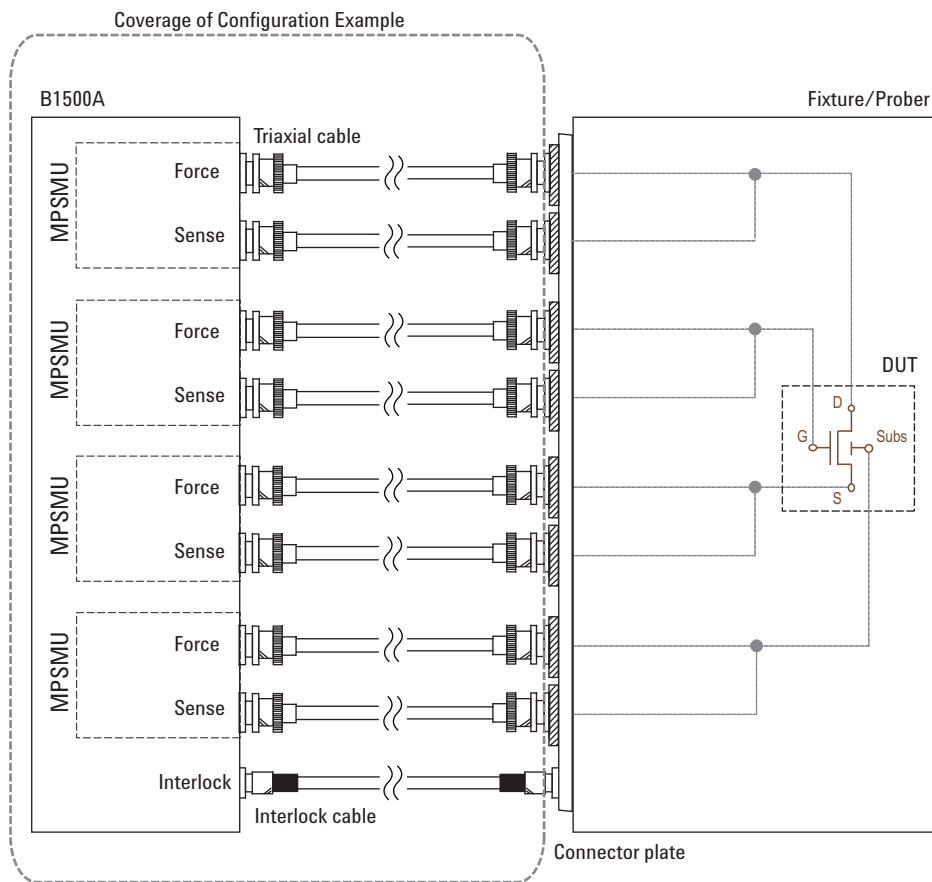 Coverage of Configuration Example
B1500A
Fixture/Prober
Triaxial cable
MPSMU
Force
Sense
MPSMU
Force
Sense
DUT
D
G
Subs
S
MPSMU
Force
Sense
MPSMU
Force
Sense
Interlock
Interlock cable
Connector plate